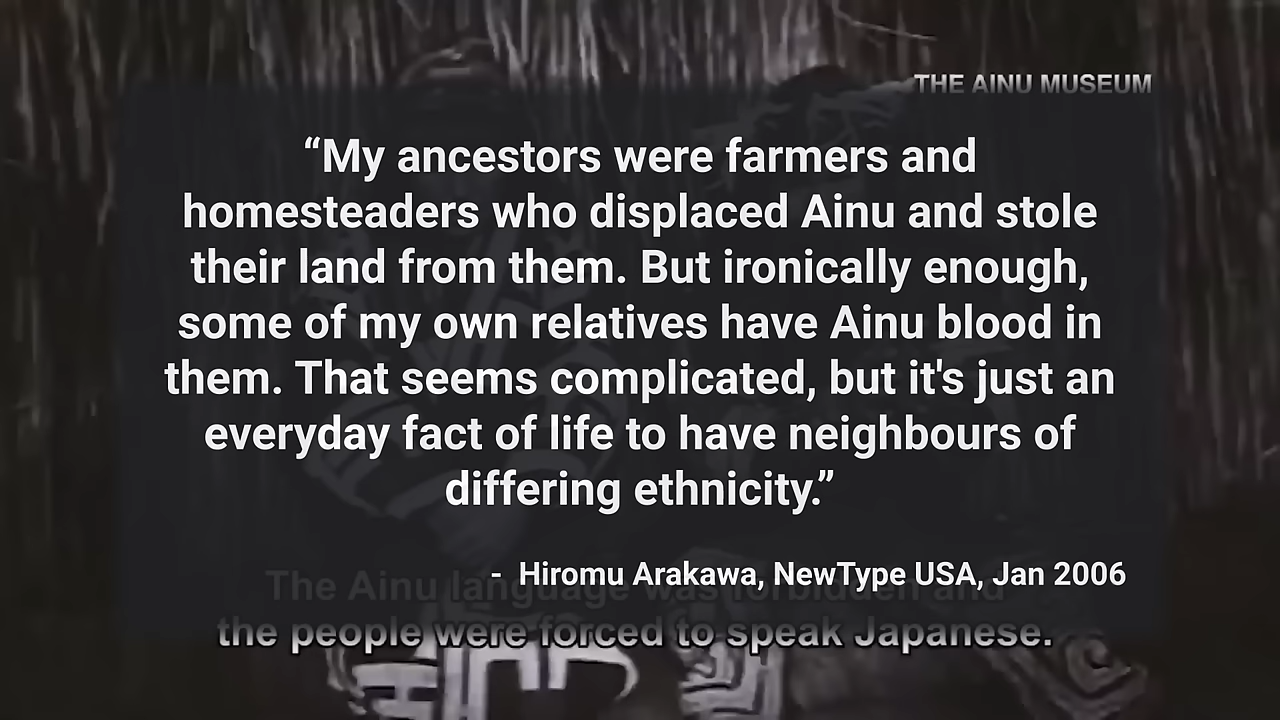 THE AINU MUSEUM
“My ancestors were farmers and
homesteaders who displaced Ainu and stole
their land from them. But ironically enough,
some of my own relatives have Ainu blood in
them. That seems complicated, but it's just an
everyday fact of life to have neighbours of
differing ethnicity.”
- Hiromu Arakawa, NewType USA, Jan 2006
The Ainu language was forbidden and
the people were forced to speak Japanese.